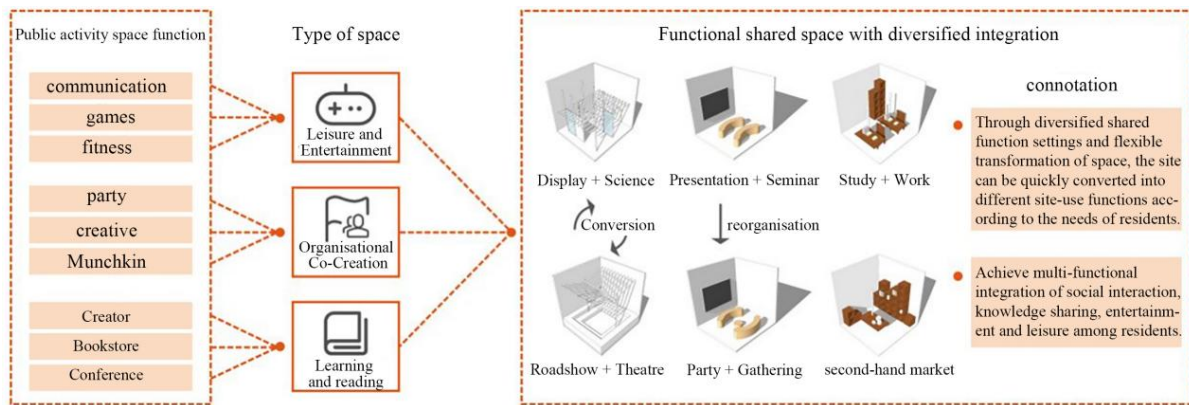 Public activity space function
communication
games
fitness
party
creative
Munchkin
Creator
Bookstore
Conference
Type of space
Leisure and
Entertainment
Organisational
Co-Creation
Learning
and reading
Functional shared space with diversified integration
Display + Science
Presentation + Seminar
Study + Work
Conversion
reorganisation
Roadshow + Theatre
Party + Gathering
second-hand market
connotation
Through diversified shared
function settings and flexible
transformation of space, the site
can be quickly converted into
different site-use functions acc-
ording to the needs of residents.
Achieve multi-functional
integration of social interaction,
knowledge sharing, entertainm-
ent and leisure among residents.